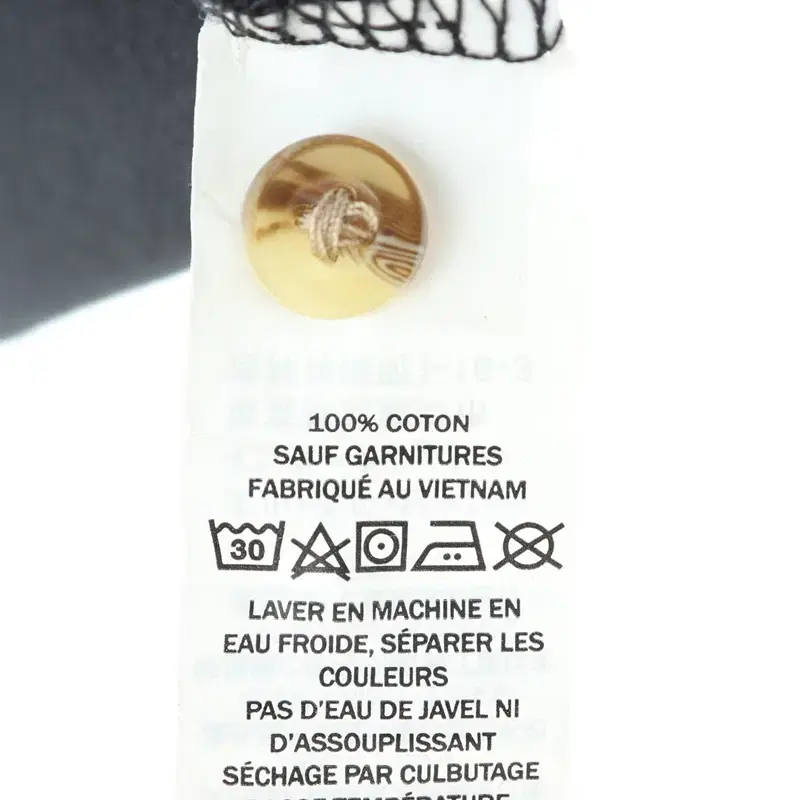 100% COTON
SAUF GARNITURES
FABRIQUÉ AU VIETNAM
30
LAVER EN MACHINE EN
EAU FROIDE, SÉPARER LES
COULEURS
PAS D'EAU DE JAVEL NI
D'ASSOUPLISSANT
SÉCHAGE PAR CULBUTAGE